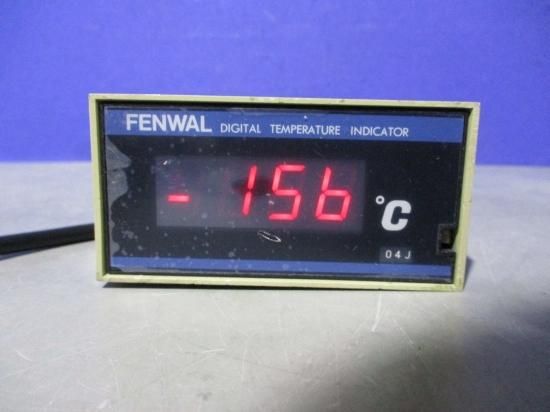 FENWAL DIGITAL TEMPERATURE INDICATOR
-156 °C
04J